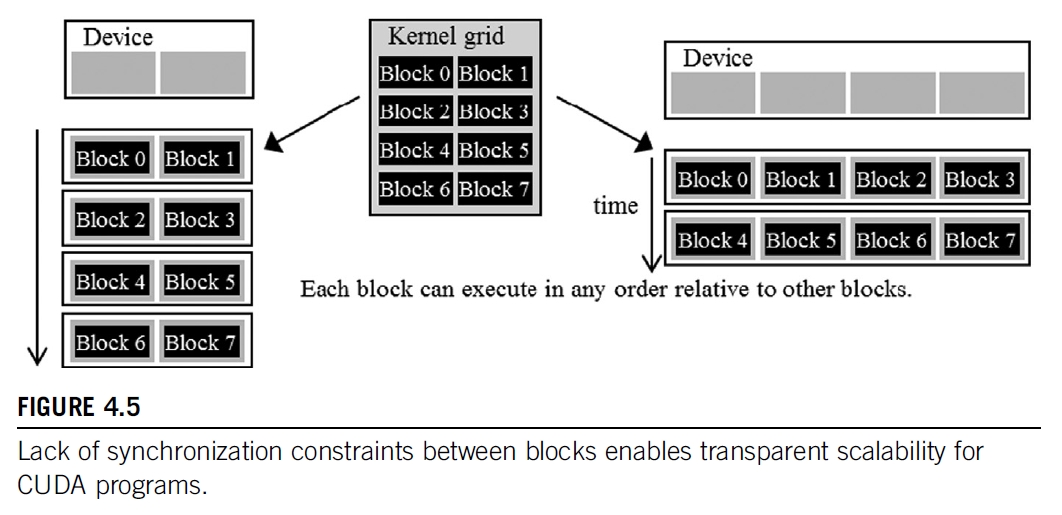 Device
Kernel grid
Block 0 Block 1
Block 2 Block 3
Block 4 Block 5
Block 6 Block 7
Device
Block 0 Block 1
Block 2 Block 3
Block 4 Block 5
Block 6 Block 7
time
Block 0 Block 1 Block 2 Block 3
Block 4 Block 5 Block 6 Block 7
Each block can execute in any order relative to other blocks.
FIGURE 4.5
Lack of synchronization constraints between blocks enables transparent scalability for
CUDA programs.